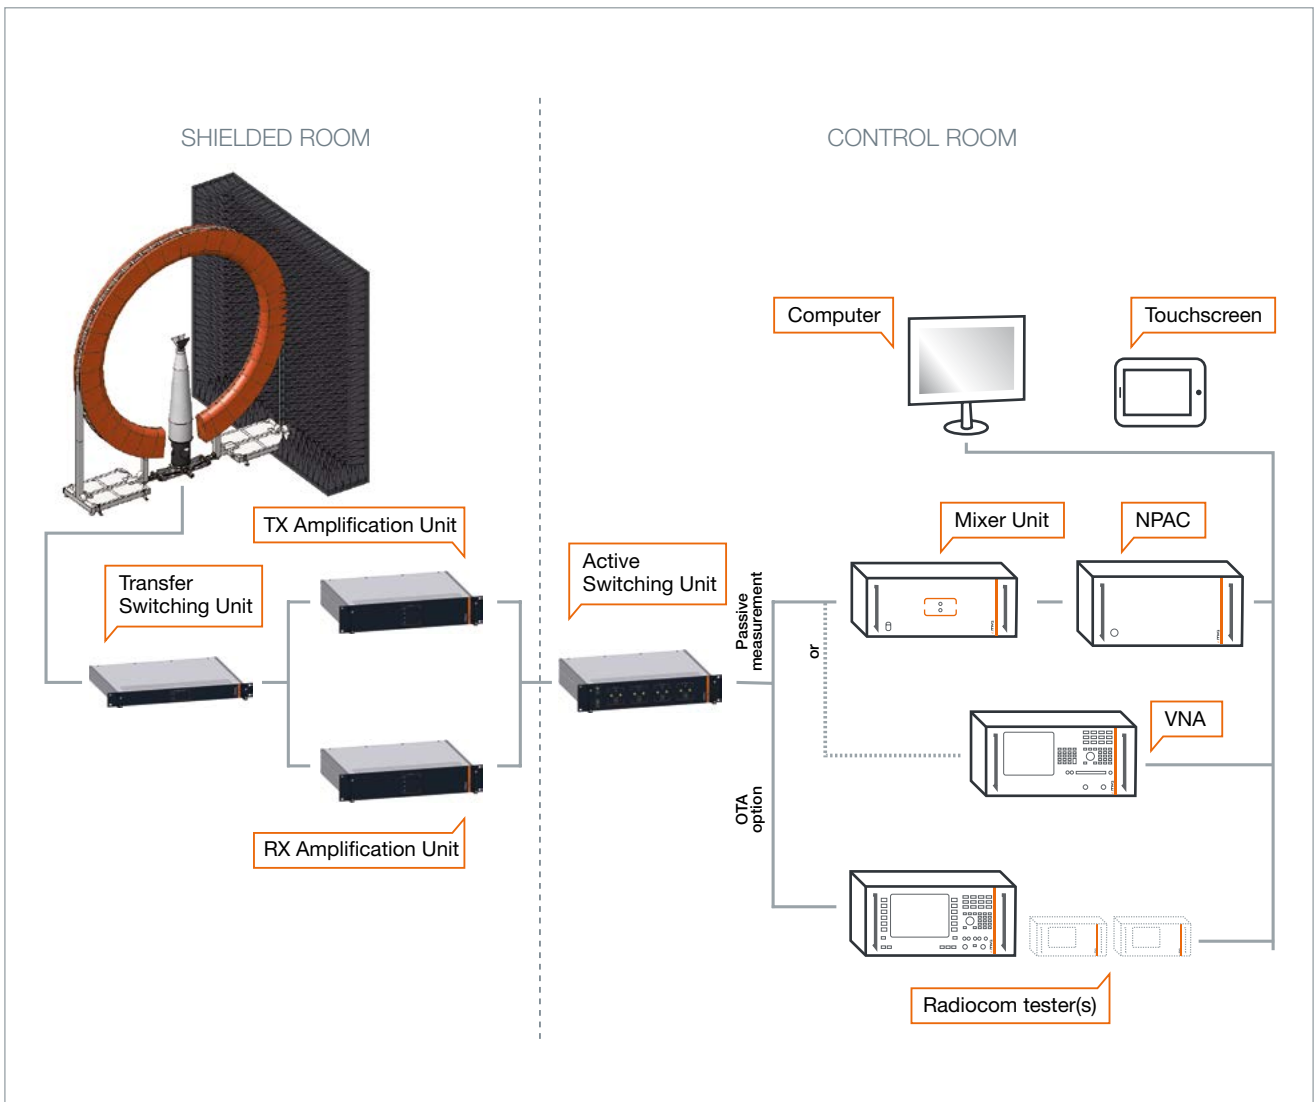 SHIELDED ROOM
CONTROL ROOM
Computer
Touchscreen
TX Amplification Unit
Mixer Unit
NPAC
Transfer
Switching Unit
Active
Switching Unit
Passive
measurement
or
VNA
OTA
option
RX Amplification Unit
Radiocom tester(s)